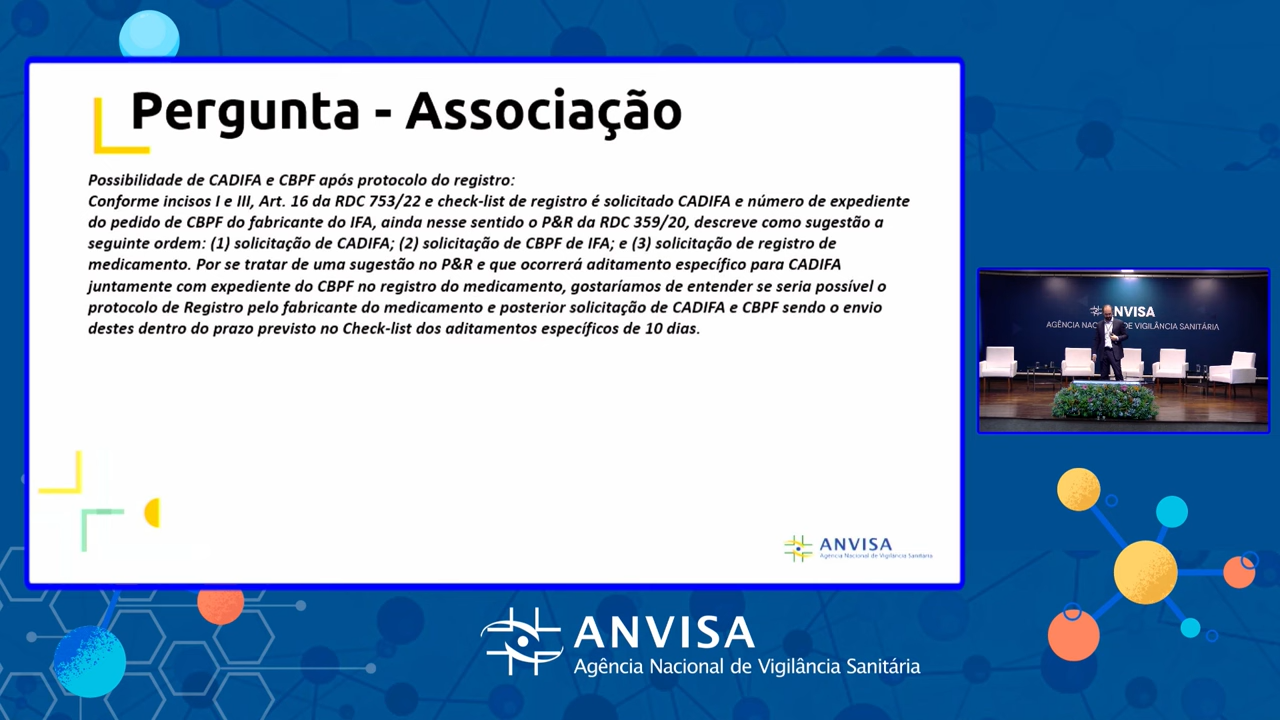 Pergunta - Associação
Possibilidade de CADIFA e CBPF após protocolo do registro:
Conforme incisos I e III, Art. 16 da RDC 753/22 e check-list de registro é solicitado CADIFA e número de expediente
do pedido de CBPF do fabricante do IFA, ainda nesse sentido o P&R da RDC 359/20, descreve como sugestão a
seguinte ordem: (1) solicitação de CADIFA; (2) solicitação de CBPF de IFA; e (3) solicitação de registro de
medicamento. Por se tratar de uma sugestão no P&R e que ocorrerá aditamento específico para CADIFA
juntamente com expediente do CBPF no registro do medicamento, gostaríamos de entender se seria possível o
protocolo de Registro pelo fabricante do medicamento e posterior solicitação de CADIFA e CBPF sendo o envio
destes dentro do prazo previsto no Check-list dos aditamentos específicos de 10 dias.
ANVISA
Agência Nacional de Vigilância Sanitária
ANVISA
AGÊNCIA NAC DE VIGILÂNCIA SANITÁRIA
ANVISA
Agência Nacional de Vigilância Sanitária